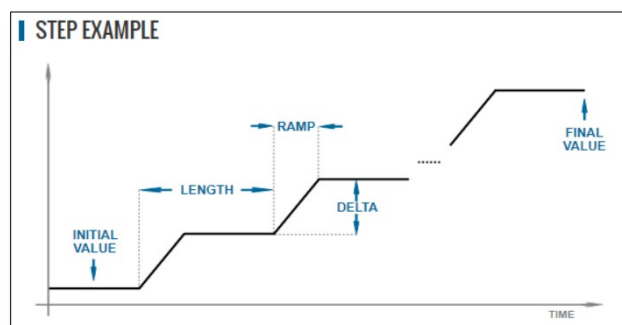 STEP EXAMPLE
RAMP
FINAL
VALUE
LENGTH
......
DELTA
INITIAL
VALUE
TIME